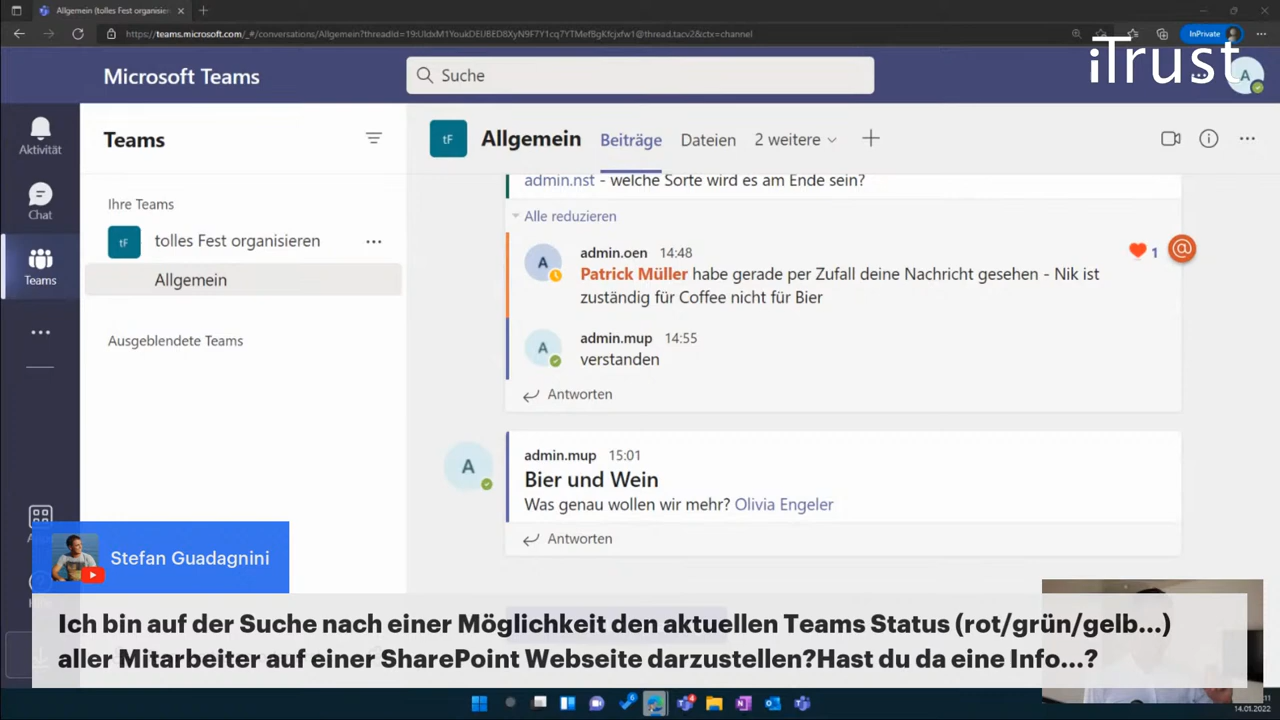 Allgemein (tolles Fest organisier
https://teams.microsoft.com/_#/conversations/Allgemein?threadId=19:UldxM1YoukDEUBED8XyN9F7Y1cq7YTMefBgKfcjxfw1@thread.tacv2&ctx=channel
InPrivate
iTrust
Microsoft Teams
Suche
A
Aktivität
Chat
Teams
Teams
Ihre Teams
tF
tolles Fest organisieren
Allgemein
Ausgeblendete Teams
tF
Allgemein
Beiträge
Dateien
2 weitere
admin.nst - welche Sorte wird es am Ende sein?
Alle reduzieren
A
admin.oen 14:48
1
Patrick Müller habe gerade per Zufall deine Nachricht gesehen - Nik ist
zuständig für Coffee nicht für Bier
A
admin.mup 14:55
verstanden
Antworten
A
admin.mup 15:01
Bier und Wein
Was genau wollen wir mehr? Olivia Engeler
Antworten
Stefan Guadagnini
Ich bin auf der Suche nach einer Möglichkeit den aktuellen Teams Status (rot/grün/gelb...)
aller Mitarbeiter auf einer SharePoint Webseite darzustellen?Hast du da eine Info...?
14.01.2022